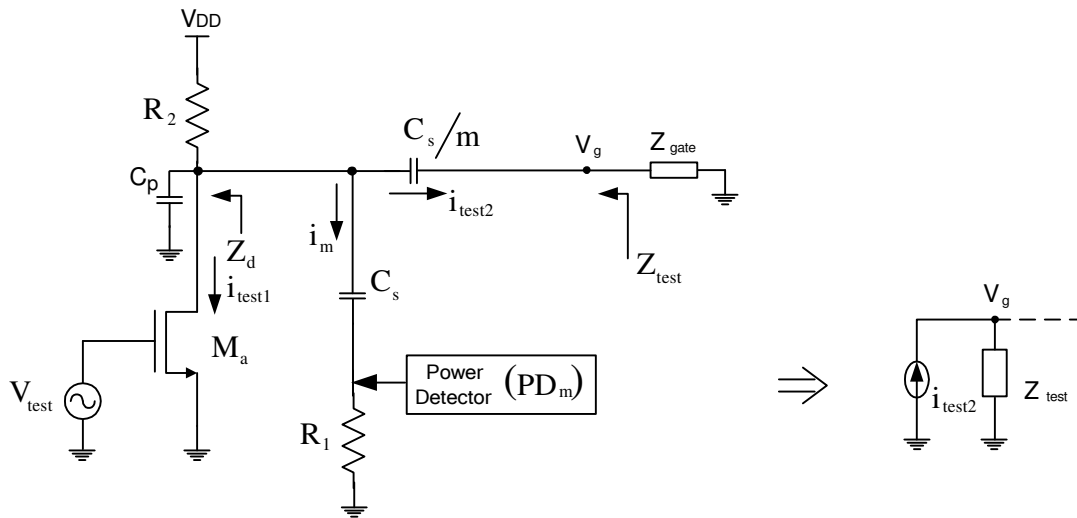 VDD
R2
Cs/m
Vg
Zgate
Cp
itest2
im
Zd
Ztest
itest1
Cs
Vg
Ma
Power
Detector
(PDm)
Vtest
itest2
Z test
R1